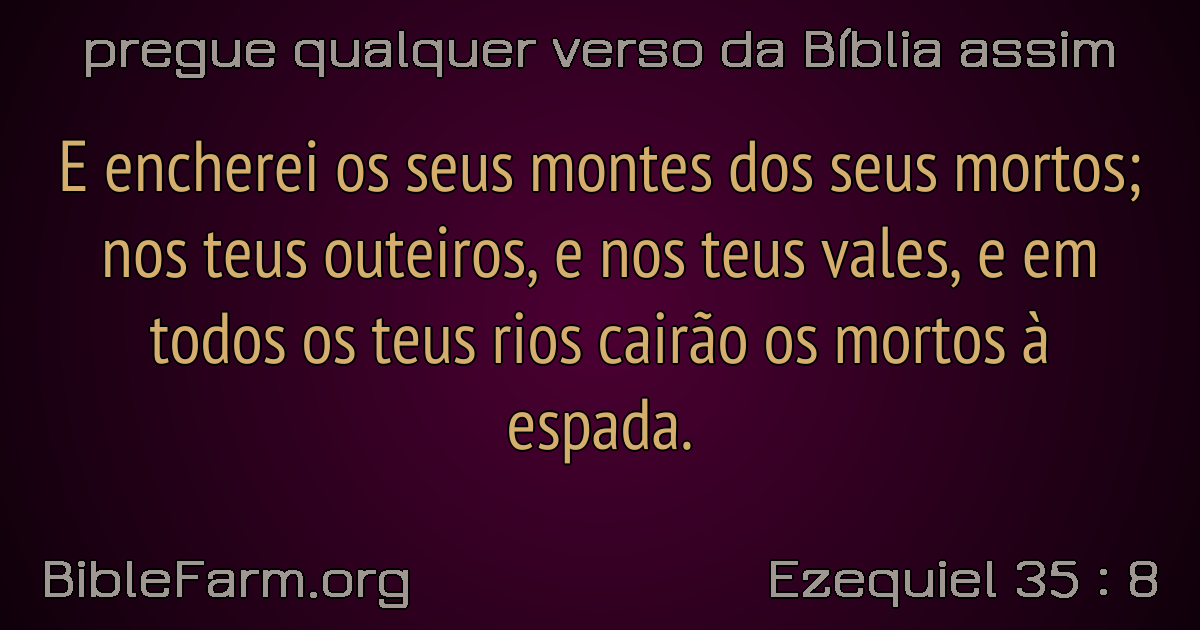 pregue qualquer verso da Bíblia assim
E encherei os seus montes dos seus mortos;
nos teus outeiros, e nos teus vales, e em
todos os teus rios cairão os mortos à
espada.
BibleFarm.org
Ezequiel 35 : 8